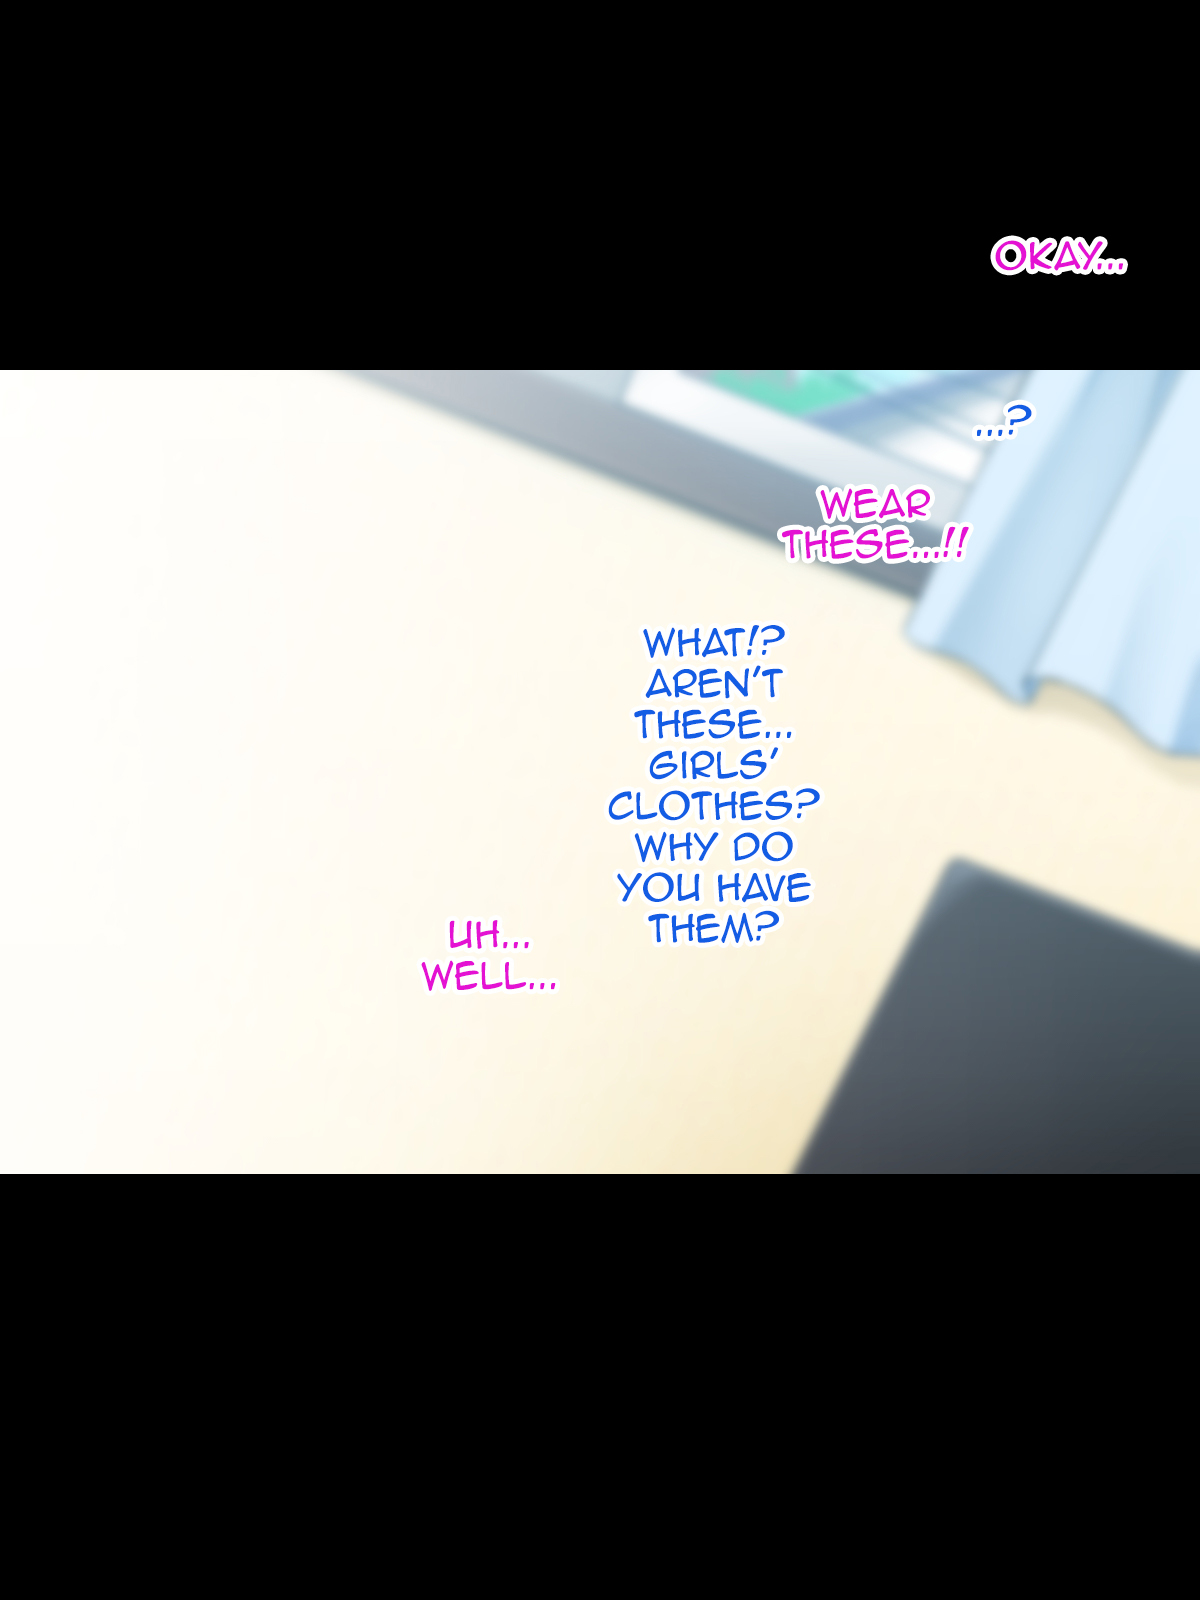 OKAY...
...?
WEAR
THESE...!!
WHAT!?
AREN'T
THESE...
GIRLS'
CLOTHES?
WHY DO
YOU HAVE
THEM?
UH...
WELL...